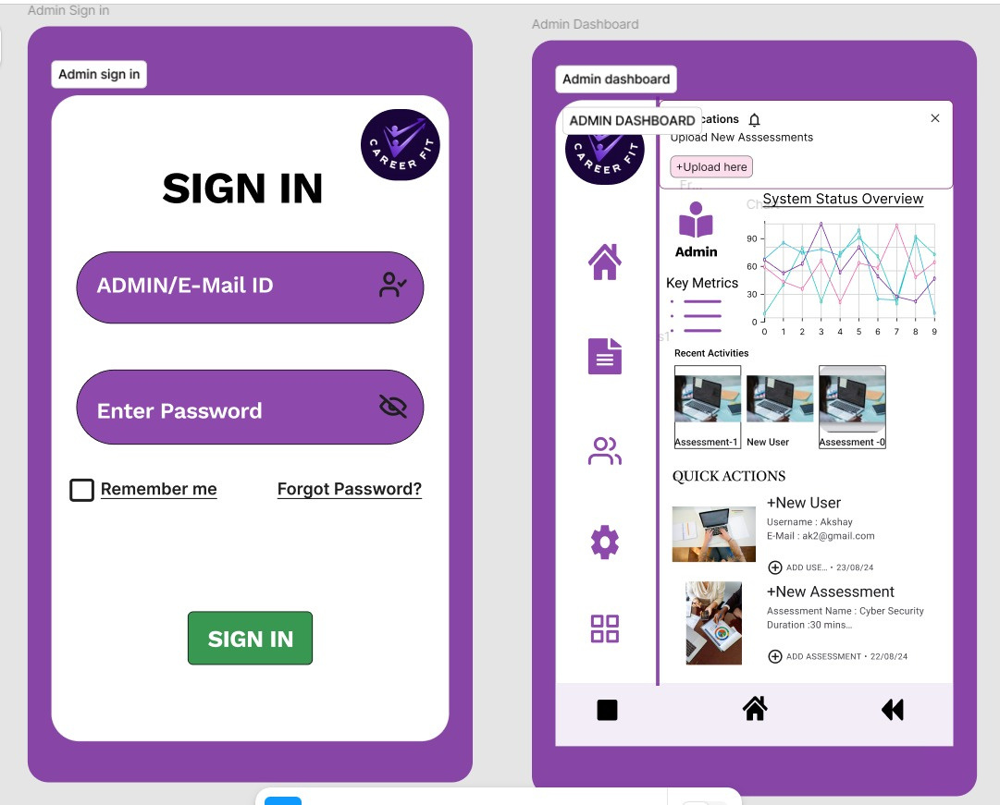 Admin Sign in
Admin sign in
CAREER FIT
SIGN IN
ADMIN/E-Mail ID
Enter Password
Remember me
Forgot Password?
SIGN IN
Admin Dashboard
Admin dashboard
ADMIN DASHBOARD
cations
Upload New Asssessments
+Upload here
CAREER FIT
Fr...
System Status Overview
Admin
Key Metrics
90
60
30
0
0 1 2 3 4 5 6 7 8 9
s1
Recent Activities
Assessment-1
New User
Assessment -0
QUICK ACTIONS
+New User
Username : Akshay
E-Mail : ak2@gmail.com
ADD USE... • 23/08/24
+New Assessment
Assessment Name : Cyber Security
Duration :30 mins...
ADD ASSESSMENT • 22/08/24